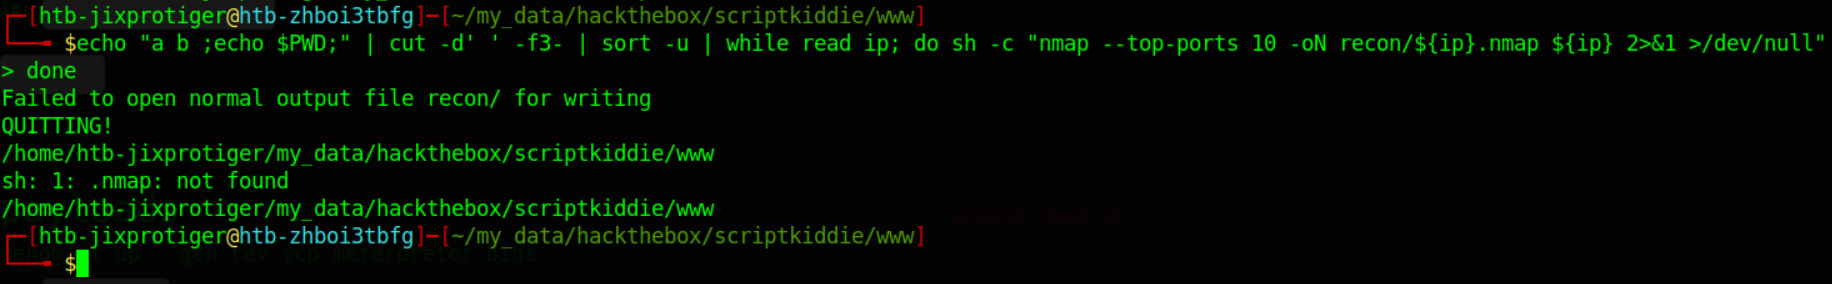 ┌─[htb-jixprotiger@htb-zhboi3tbfg]─[~/my_data/hackthebox/scriptkiddie/www]
└──╼ $echo "a b ;echo $PWD;" | cut -d' ' -f3- | sort -u | while read ip; do sh -c "nmap --top-ports 10 -oN recon/${ip}.nmap ${ip} 2>&1 >/dev/null"
> done
Failed to open normal output file recon/ for writing
QUITTING!
/home/htb-jixprotiger/my_data/hackthebox/scriptkiddie/www
sh: 1: .nmap: not found
/home/htb-jixprotiger/my_data/hackthebox/scriptkiddie/www
┌─[htb-jixprotiger@htb-zhboi3tbfg]─[~/my_data/hackthebox/scriptkiddie/www]
└──╼ $